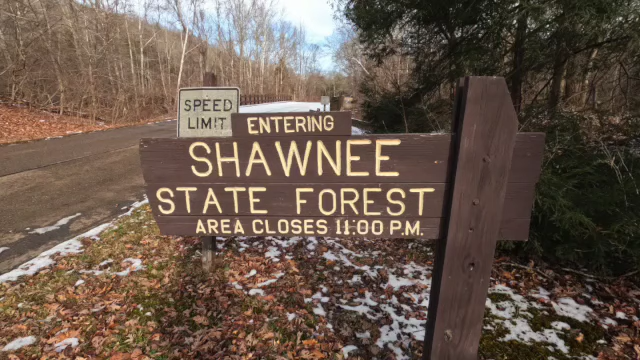 SPEED
LIMIT
ENTERING
SHAWNEE
STATE FOREST
AREA CLOSES 11:00 P.M.